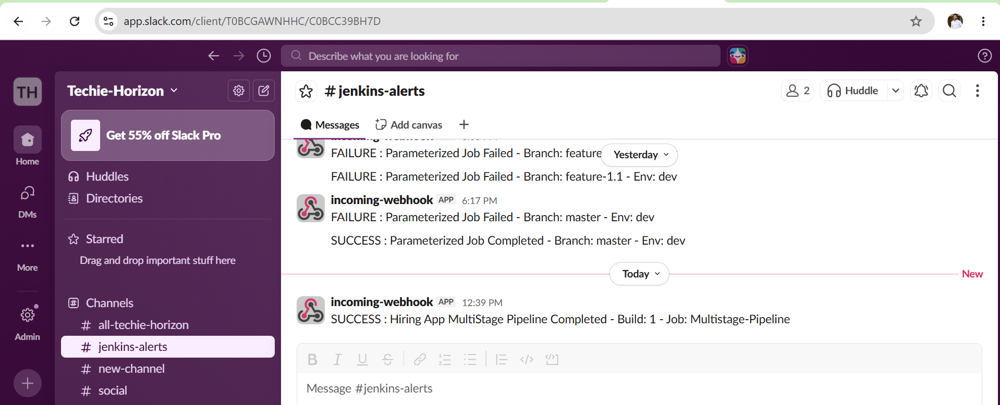 app.slack.com/client/T0BCGAWNHHC/C0BCC39BH7D
Describe what you are looking for
TH
Home
DMs
More
Admin
Techie-Horizon
Get 55% off Slack Pro
Huddles
Directories
Starred
Drag and drop important stuff here
Channels
# all-techie-horizon
# jenkins-alerts
# new-channel
# social
# jenkins-alerts
2 Huddle
Messages Add canvas
incoming-webhook
FAILURE : Parameterized Job Failed - Branch: feature
Yesterday
FAILURE : Parameterized Job Failed - Branch: feature-1.1 - Env: dev
incoming-webhook APP 6:17 PM
FAILURE : Parameterized Job Failed - Branch: master - Env: dev
SUCCESS : Parameterized Job Completed - Branch: master - Env: dev
Today New
incoming-webhook APP 12:39 PM
SUCCESS : Hiring App MultiStage Pipeline Completed - Build: 1 - Job: Multistage-Pipeline
B I U S
Message #jenkins-alerts